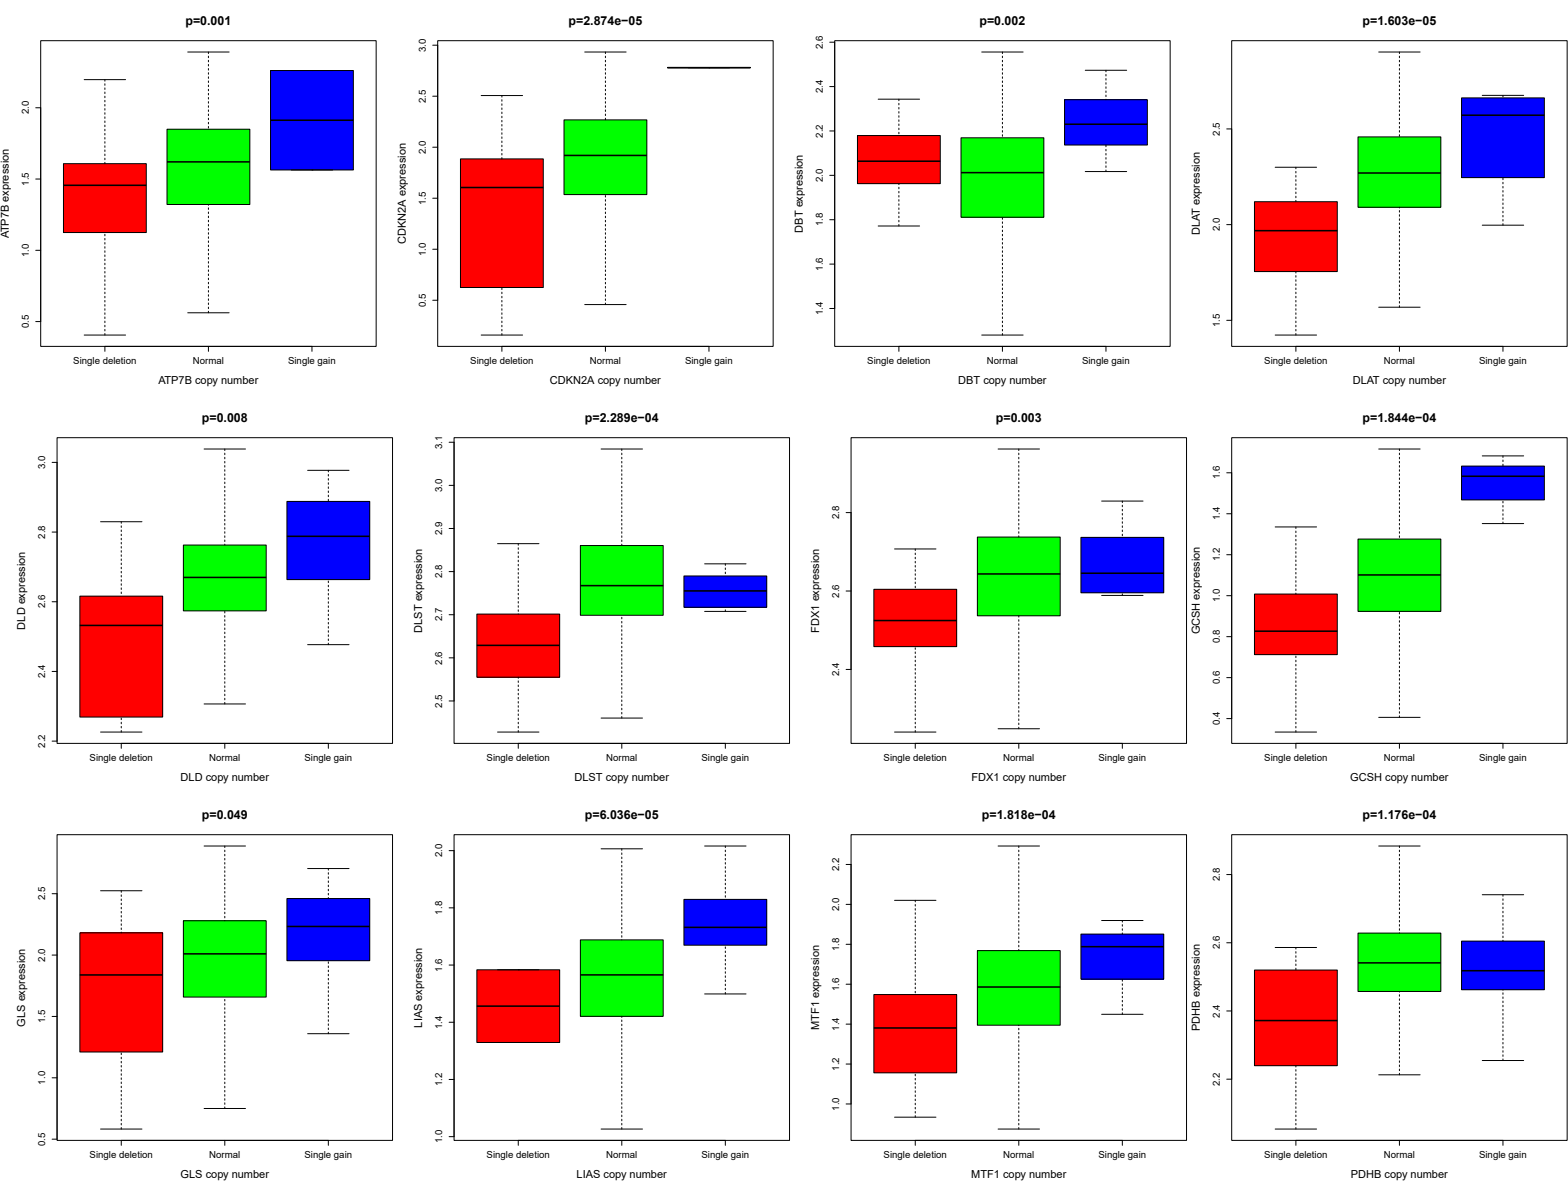 p=0.001
ATP7B expression
0.5
1.0
1.5
2.0
Single deletion
Normal
Single gain
ATP7B copy number
p=2.874e−05
CDKN2A expression
0.5
1.0
1.5
2.0
2.5
3.0
Single deletion
Normal
Single gain
CDKN2A copy number
p=0.002
DBT expression
1.4
1.6
1.8
2.0
2.2
2.4
2.6
Single deletion
Normal
Single gain
DBT copy number
p=1.603e−05
DLAT expression
1.5
2.0
2.5
Single deletion
Normal
Single gain
DLAT copy number
p=0.008
DLD expression
2.2
2.4
2.6
2.8
3.0
Single deletion
Normal
Single gain
DLD copy number
p=2.289e−04
DLST expression
2.5
2.6
2.7
2.8
2.9
3.0
3.1
Single deletion
Normal
Single gain
DLST copy number
p=0.003
FDX1 expression
2.4
2.6
2.8
Single deletion
Normal
Single gain
FDX1 copy number
p=1.844e−04
GCSH expression
0.4
0.6
0.8
1.0
1.2
1.4
1.6
Single deletion
Normal
Single gain
GCSH copy number
p=0.049
GLS expression
0.5
1.0
1.5
2.0
2.5
Single deletion
Normal
Single gain
GLS copy number
p=6.036e−05
LIAS expression
1.0
1.2
1.4
1.6
1.8
2.0
Single deletion
Normal
Single gain
LIAS copy number
p=1.818e−04
MTF1 expression
1.0
1.2
1.4
1.6
1.8
2.0
2.2
Single deletion
Normal
Single gain
MTF1 copy number
p=1.176e−04
PDHB expression
2.2
2.4
2.6
2.8
Single deletion
Normal
Single gain
PDHB copy number